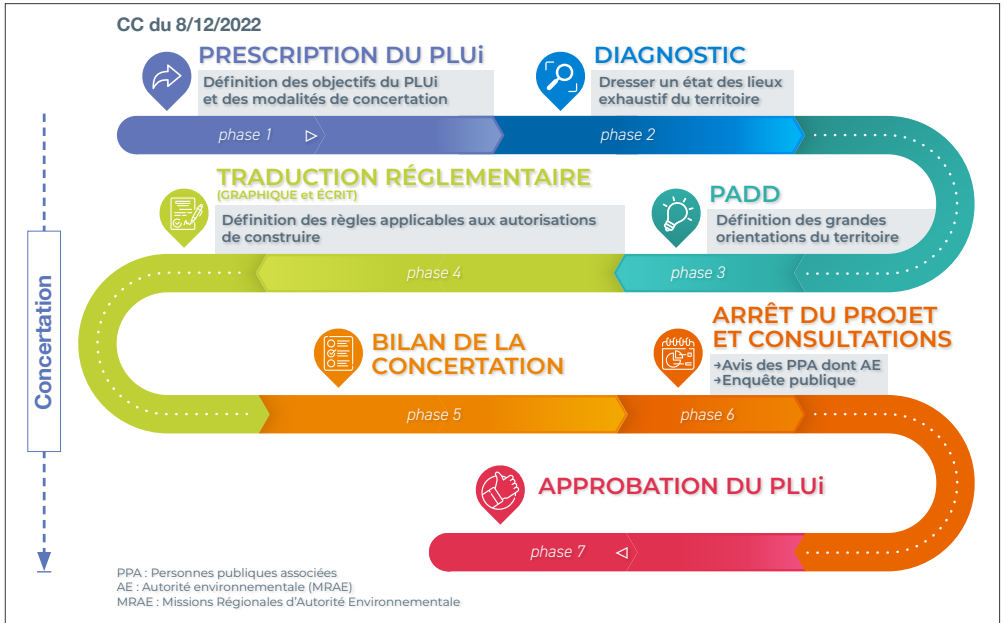 CC du 8/12/2022
PRESCRIPTION DU PLUi
Définition des objectifs du PLUi
et des modalités de concertation
phase 1
DIAGNOSTIC
Dresser un état des lieux
exhaustif du territoire
phase 2
PADD
Définition des grandes
orientations du territoire
phase 3
TRADUCTION RÉGLEMENTAIRE
(GRAPHIQUE et ÉCRIT)
Définition des règles applicables aux autorisations
de construire
phase 4
Concertation
BILAN DE LA
CONCERTATION
phase 5
ARRÊT DU PROJET
ET CONSULTATIONS
→Avis des PPA dont AE
→Enquête publique
phase 6
APPROBATION DU PLUi
phase 7
PPA : Personnes publiques associées
AE : Autorité environnementale (MRAE)
MRAE : Missions Régionales d'Autorité Environnementale